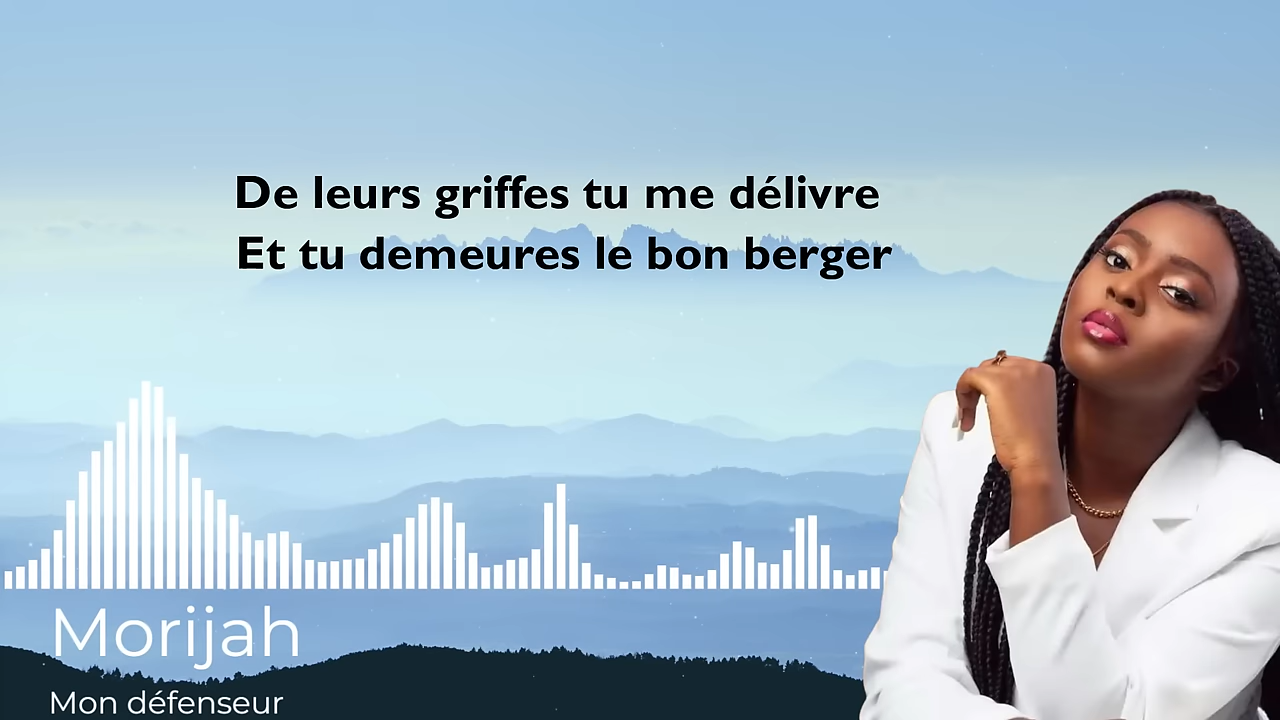 De leurs griffes tu me délivre
Et tu demeures le bon berger
Morijah
Mon défenseur